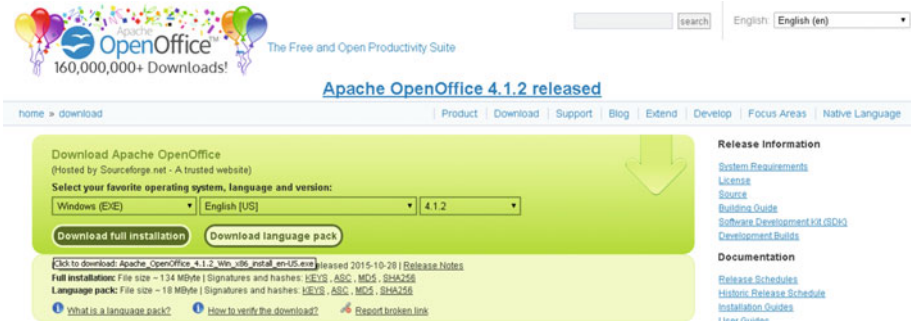 Apache
OpenOffice™
160,000,000+ Downloads!
The Free and Open Productivity Suite
search
English: English (en)
Apache OpenOffice 4.1.2 released
home » download
Product | Download | Support | Blog | Extend | Develop | Focus Areas | Native Language
Download Apache OpenOffice
(Hosted by Sourceforge.net - A trusted website)
Select your favorite operating system, language and version:
Windows (EXE) English [US] 4.1.2
Download full installation Download language pack
Click to download: Apache_OpenOffice_4.1.2_Win_x86_install_en-US.exe
eleased 2015-10-28 | Release Notes
Full installation: File size ~ 134 MByte | Signatures and hashes: KEYS , ASC , MD5 , SHA256
Language pack: File size ~ 18 MByte | Signatures and hashes: KEYS , ASC , MD5 , SHA256
What is a language pack? How to verify the download? Report broken link
Release Information
System Requirements
License
Source
Building Guide
Software Development Kit (SDK)
Development Builds
Documentation
Release Schedules
Historic Release Schedule
Installation Guides
User Guides